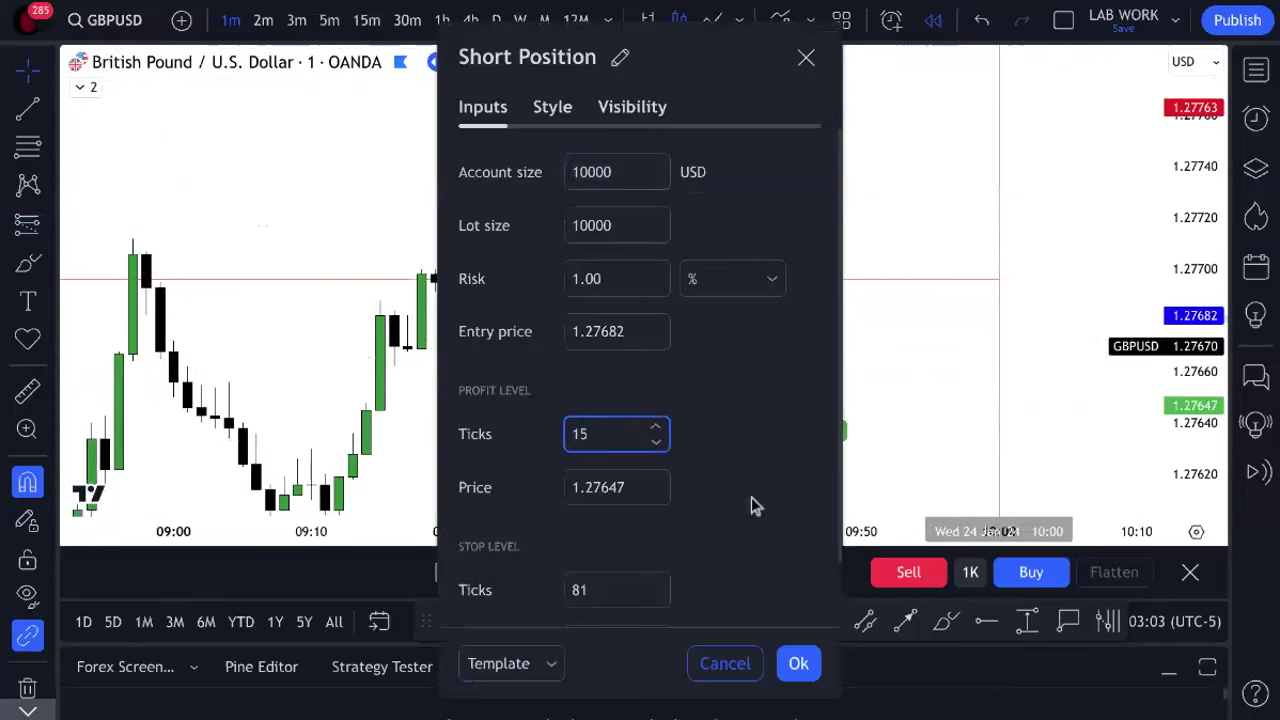 285
GBPUSD
1m 2m 3m 5m 15m 30m 1h
LAB WORK
Save
Publish
British Pound / U.S. Dollar · 1 · OANDA
2
Short Position
Inputs Style Visibility
Account size 10000 USD
Lot size 10000
Risk 1.00 %
Entry price 1.27682
PROFIT LEVEL
Ticks 15
Price 1.27647
STOP LEVEL
Ticks 81
Template
Cancel
Ok
USD
1.27763
1.27740
1.27720
1.27700
1.27682
GBPUSD 1.27670
1.27660
1.27647
1.27640
1.27620
09:00 09:10 09:50 10:10
Sell 1K Buy Flatten
1D 5D 1M 3M 6M YTD 1Y 5Y All
03:03 (UTC-5)
Forex Screen... Pine Editor Strategy Tester